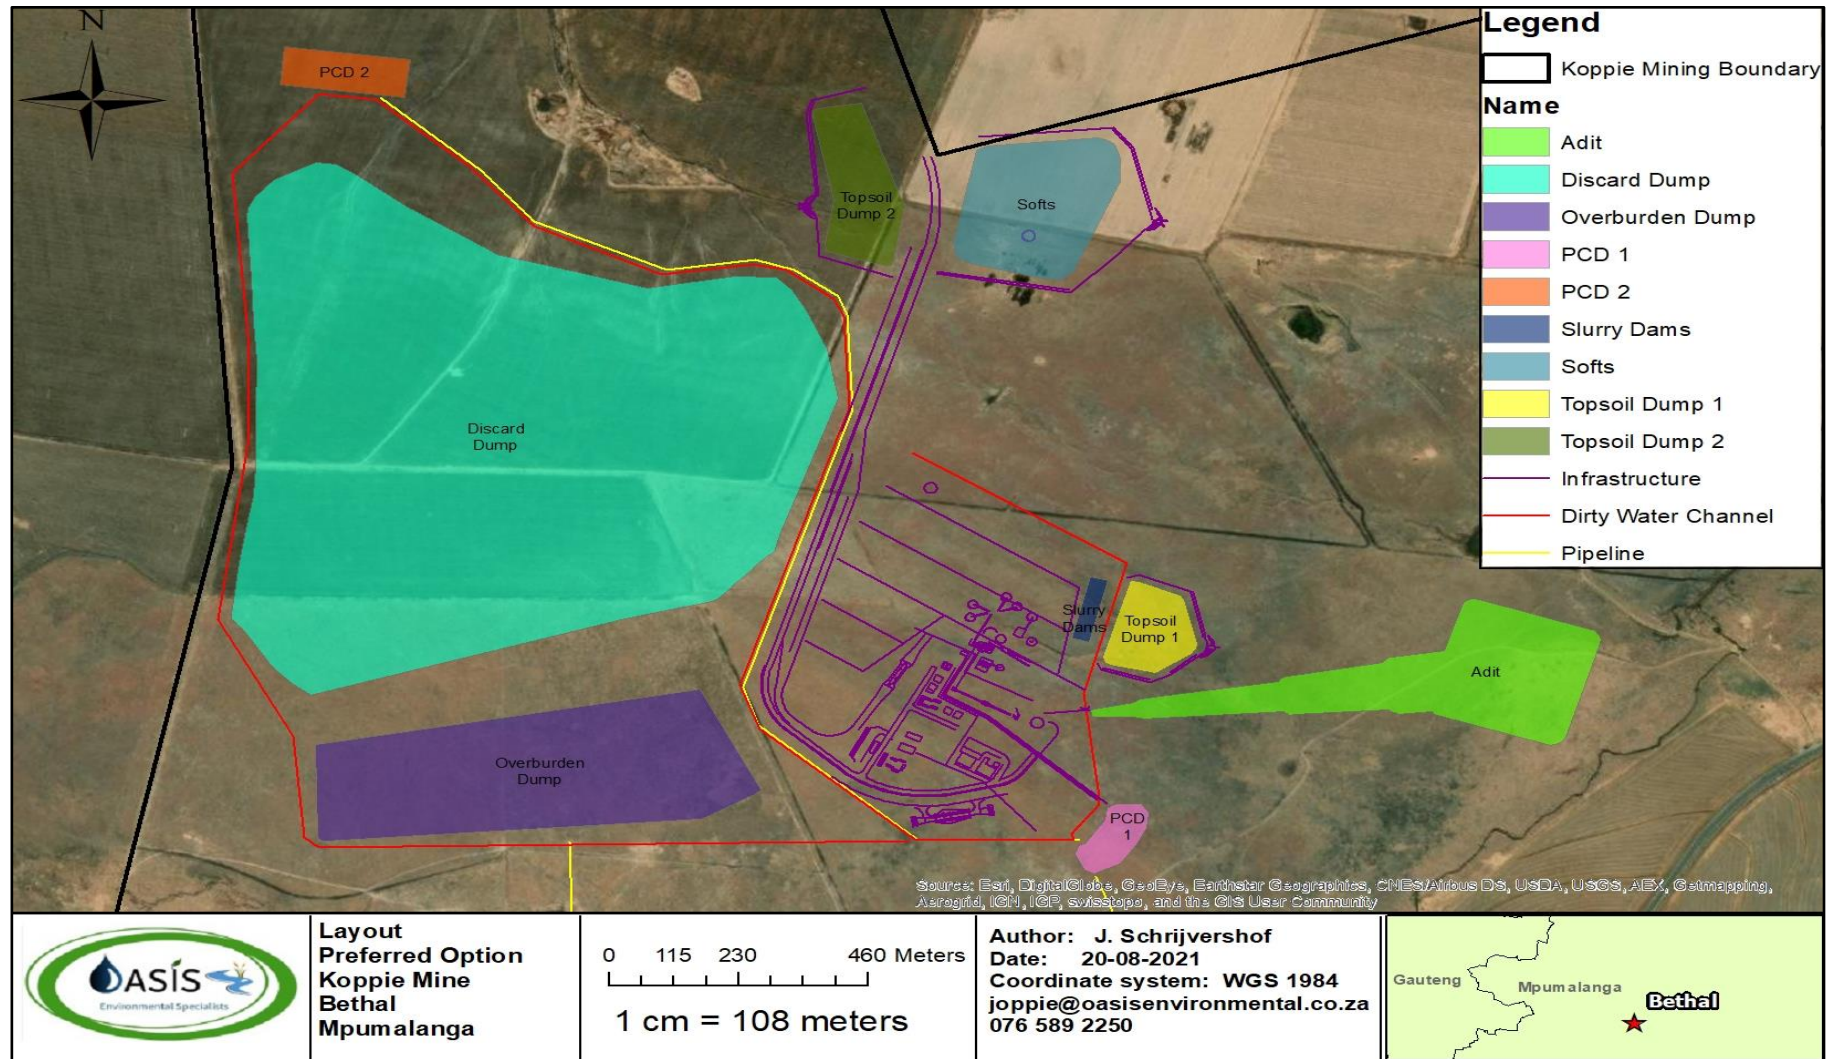 N
PCD 2
Topsoil
Dump 2
Softs
Discard
Dump
Slurry
Dams
Topsoil
Dump 1
Adit
Overburden
Dump
PCD
1
Legend
Koppie Mining Boundary
Name
Adit
Discard Dump
Overburden Dump
PCD 1
PCD 2
Slurry Dams
Softs
Topsoil Dump 1
Topsoil Dump 2
Infrastructure
Dirty Water Channel
Pipeline
Source: Esri, DigitalGlobe, GeoEye, Earthstar Geographics, CNES/Airbus DS, USDA, USGS, AEX, Getmapping,
Aerogrid, IGN, IGP, swisstopo, and the GIS User Community
OASIS
Environmental Specialists
Layout
Preferred Option
Koppie Mine
Bethal
Mpumalanga
0 115 230 460 Meters
1 cm = 108 meters
Author: J. Schrijvershof
Date: 20-08-2021
Coordinate system: WGS 1984
joppie@oasisenvironmental.co.za
076 589 2250
Gauteng
Mpumalanga
Bethal